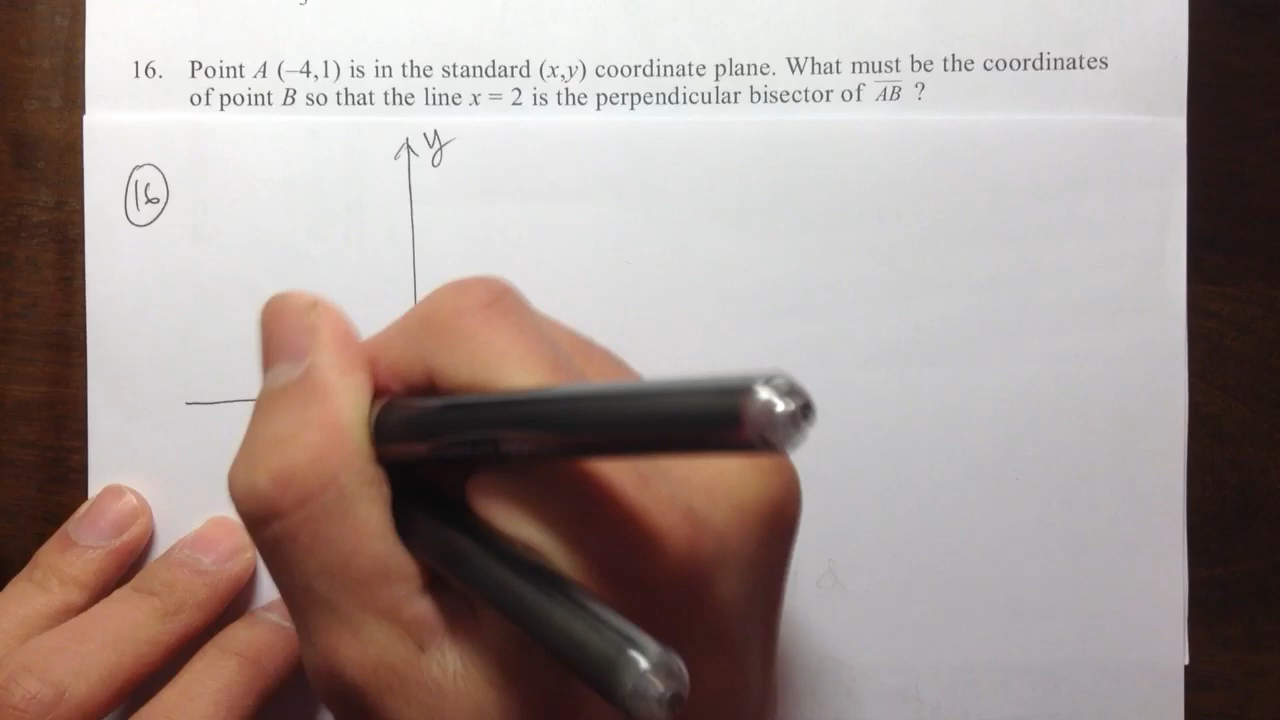 16. Point A (–4,1) is in the standard (x,y) coordinate plane. What must be the coordinates
of point B so that the line x = 2 is the perpendicular bisector of AB ?
y
16